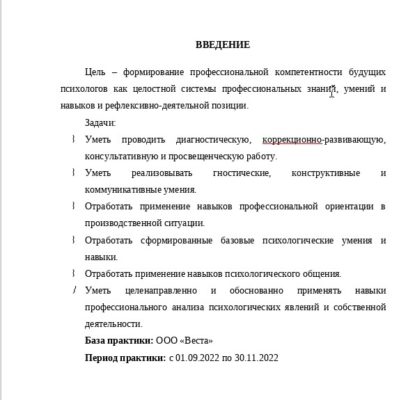 ВВЕДЕНИЕ
Цель – формирование профессиональной компетентности будущих
психологов как целостной системы профессиональных знаний, умений и
навыков и рефлексивно-деятельной позиции.
Задачи:
Уметь проводить диагностическую, коррекционно-развивающую,
консультативную и просвещенческую работу.
Уметь реализовывать гностические, конструктивные и
коммуникативные умения.
Отработать применение навыков профессиональной ориентации в
производственной ситуации.
Отработать сформированные базовые психологические умения и
навыки.
Отработать применение навыков психологического общения.
Уметь целенаправленно и обоснованно применять навыки
профессионального анализа психологических явлений и собственной
деятельности.
База практики: ООО «Веста»
Период практики: с 01.09.2022 по 30.11.2022